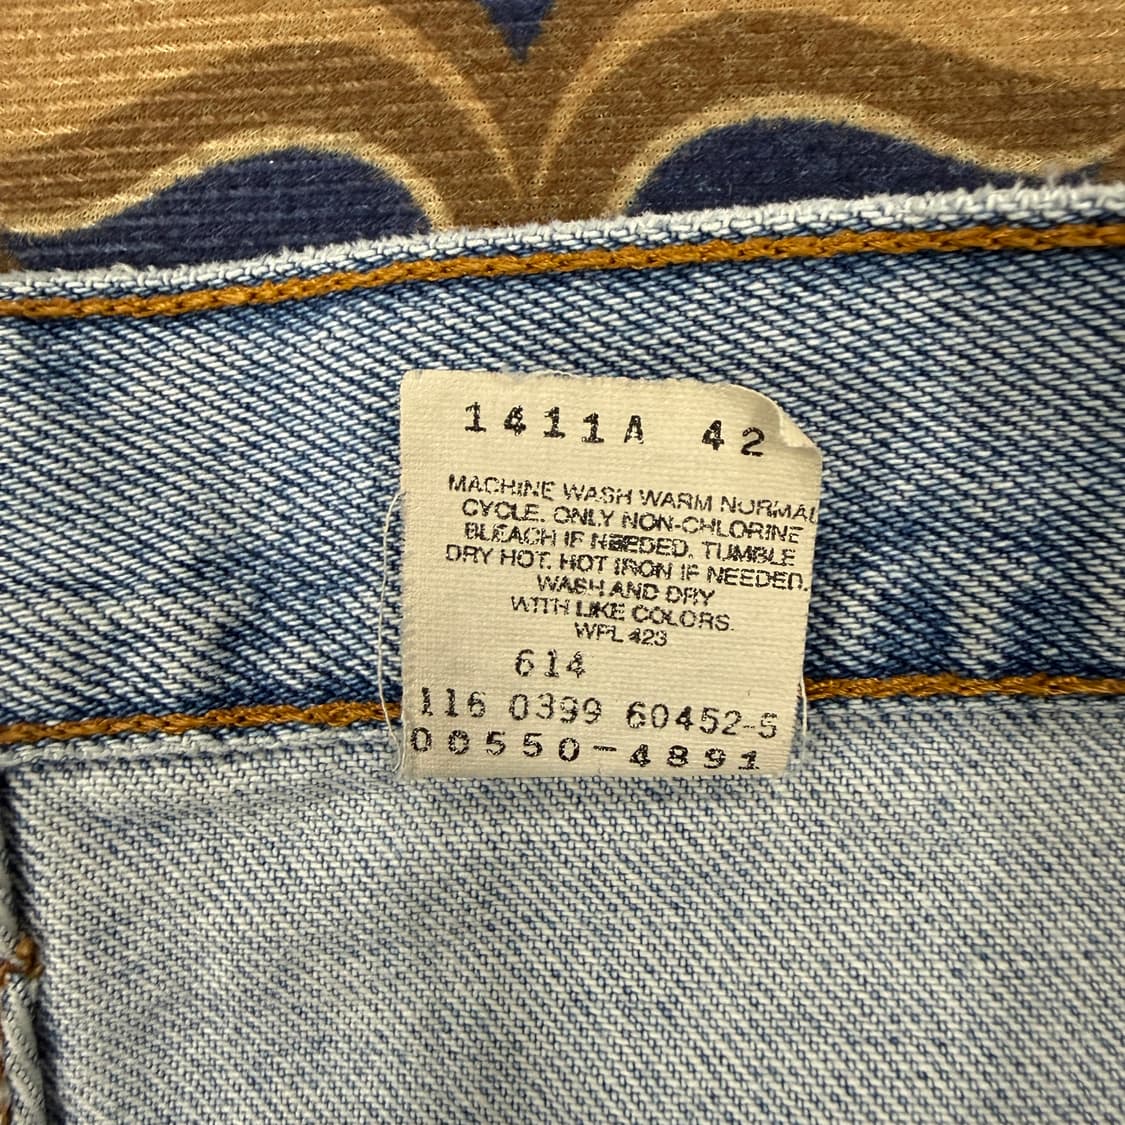 1411A 42
MACHINE WASH WARM NORMAL
CYCLE. ONLY NON-CHLORINE
BLEACH IF NEEDED. TUMBLE
DRY HOT. HOT IRON IF NEEDED.
WASH AND DRY
WITH LIKE COLORS.
WPL 423
614
116 0399 60452-5
00550-4891